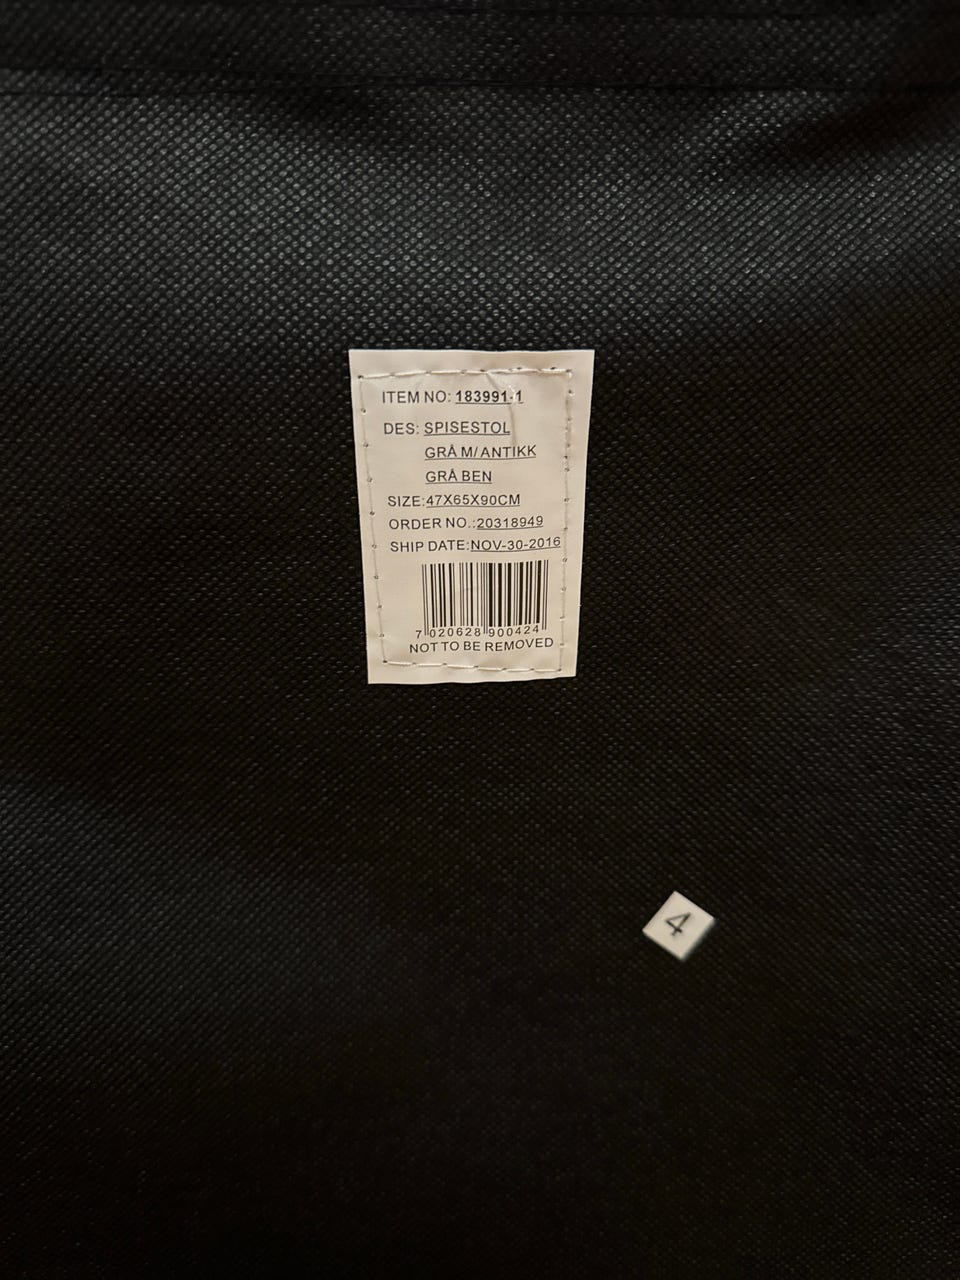 ITEM NO: 183991-1
DES: SPISESTOL
GRÅ M/ ANTIKK
GRÅ BEN
SIZE:47X65X90CM
ORDER NO.:20318949
SHIP DATE:NOV-30-2016
7 020628 900424
NOT TO BE REMOVED
4